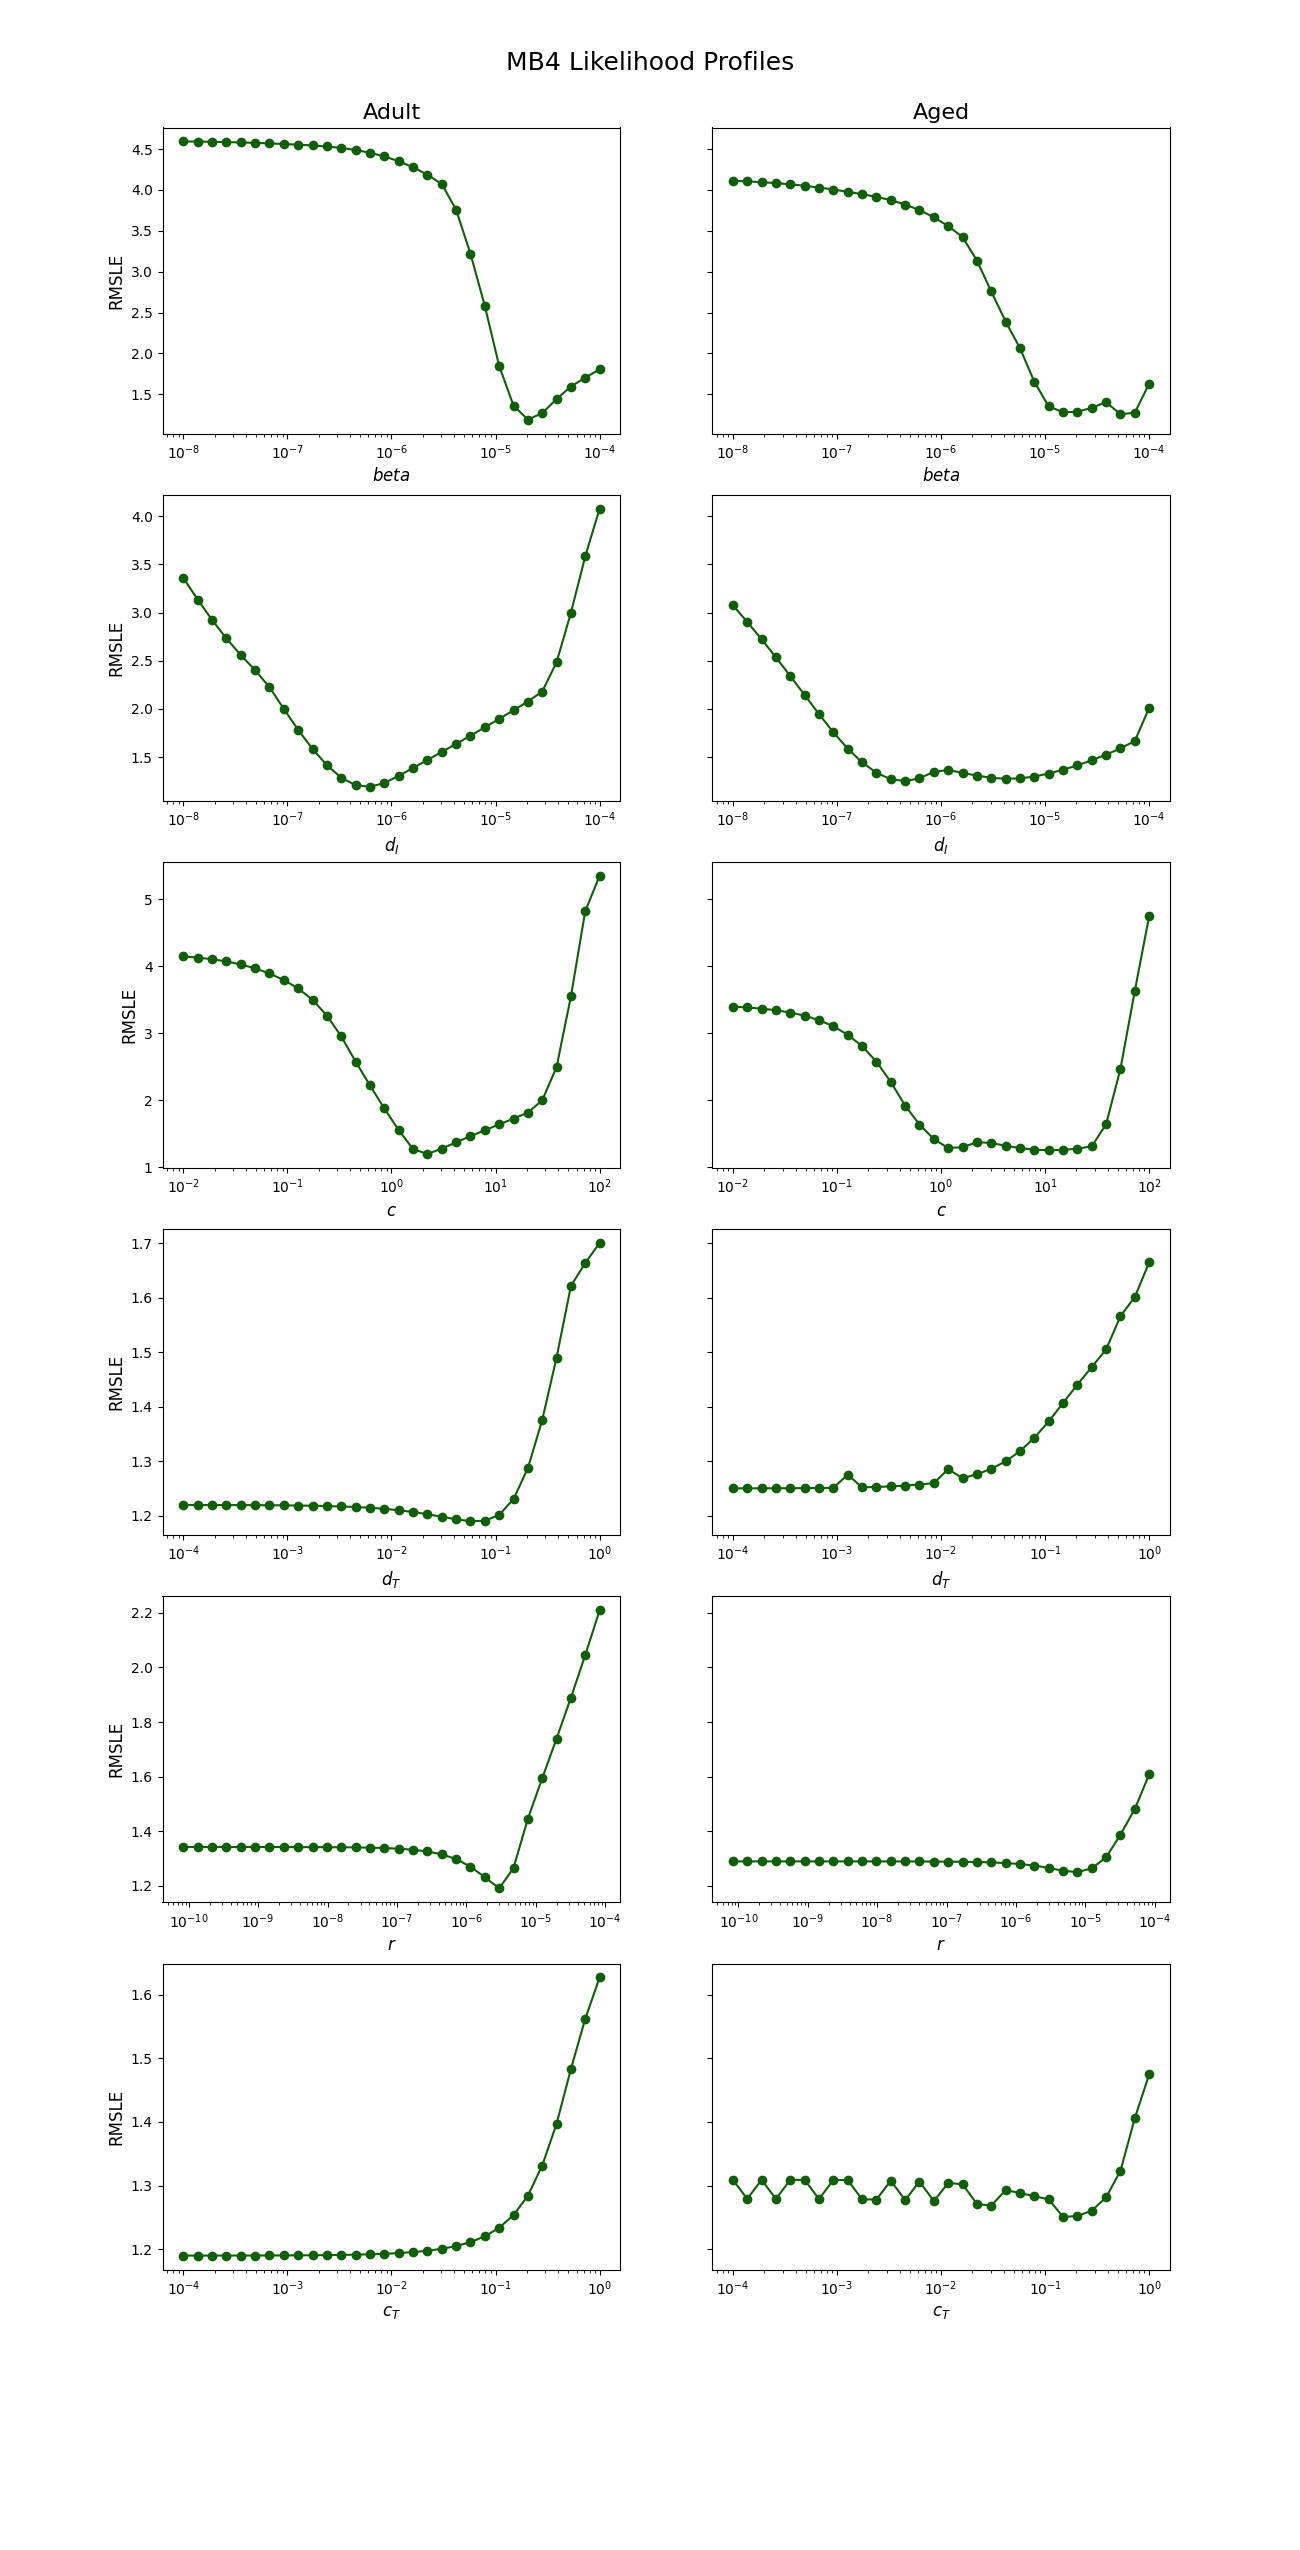 MB4 Likelihood Profiles
Adult
Aged
RMSLE
4.5
4.0
3.5
3.0
2.5
2.0
1.5
10⁻⁸ 10⁻⁷ 10⁻⁶ 10⁻⁵ 10⁻⁴
beta
10⁻⁸ 10⁻⁷ 10⁻⁶ 10⁻⁵ 10⁻⁴
beta
RMSLE
4.0
3.5
3.0
2.5
2.0
1.5
10⁻⁸ 10⁻⁷ 10⁻⁶ 10⁻⁵ 10⁻⁴
d_I
10⁻⁸ 10⁻⁷ 10⁻⁶ 10⁻⁵ 10⁻⁴
d_I
RMSLE
5
4
3
2
1
10⁻² 10⁻¹ 10⁰ 10¹ 10²
c
10⁻² 10⁻¹ 10⁰ 10¹ 10²
c
RMSLE
1.7
1.6
1.5
1.4
1.3
1.2
10⁻⁴ 10⁻³ 10⁻² 10⁻¹ 10⁰
d_T
10⁻⁴ 10⁻³ 10⁻² 10⁻¹ 10⁰
d_T
RMSLE
2.2
2.0
1.8
1.6
1.4
1.2
10⁻¹⁰ 10⁻⁹ 10⁻⁸ 10⁻⁷ 10⁻⁶ 10⁻⁵ 10⁻⁴
r
10⁻¹⁰ 10⁻⁹ 10⁻⁸ 10⁻⁷ 10⁻⁶ 10⁻⁵ 10⁻⁴
r
RMSLE
1.6
1.5
1.4
1.3
1.2
10⁻⁴ 10⁻³ 10⁻² 10⁻¹ 10⁰
c_T
10⁻⁴ 10⁻³ 10⁻² 10⁻¹ 10⁰
c_T